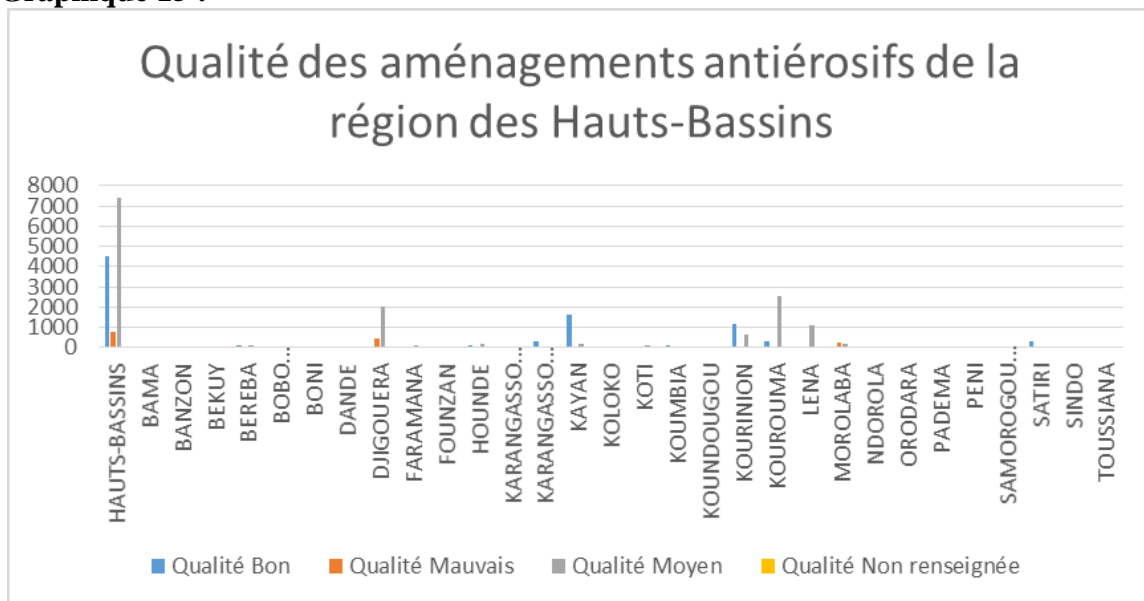 Qualité des aménagements antiérosifs de la
région des Hauts-Bassins
8000
7000
6000
5000
4000
3000
2000
1000
0
HAUTS-BASSINS
BAMA
BANZON
BEKUY
BEREBA
BOBO…
BONI
DANDE
DJIGOUERA
FARAMANA
FOUNZAN
HOUNDE
KARANGASSO…
KARANGASSO…
KAYAN
KOLOKO
KOTI
KOUMBIA
KOUNDOUGOU
KOURINION
KOUROUMA
LENA
MOROLABA
NDOROLA
ORODARA
PADEMA
PENI
SAMOROGOU…
SATIRI
SINDO
TOUSSIANA
Qualité Bon
Qualité Mauvais
Qualité Moyen
Qualité Non renseignée